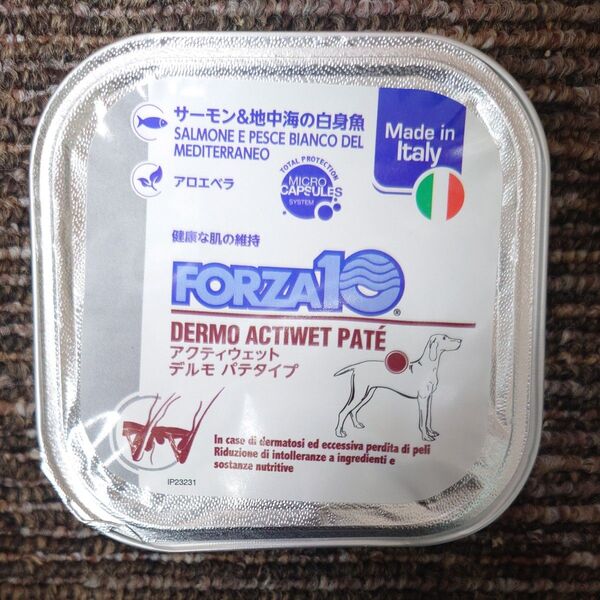 サーモン&地中海の白身魚
SALMONE E PESCE BIANCO DEL
MEDITERRANEO
アロエベラ
TOTAL PROTECTION
MICRO
CAPSULES
SYSTEM
Made in
Italy
健康な肌の維持
FORZA10®
DERMO ACTIWET PATÉ
アクティウェット
デルモ パテタイプ
In caso di dermatosi ed eccessiva perdita di peli
Riduzione di intolleranze a ingredienti e
sostanze nutritive
IP23231